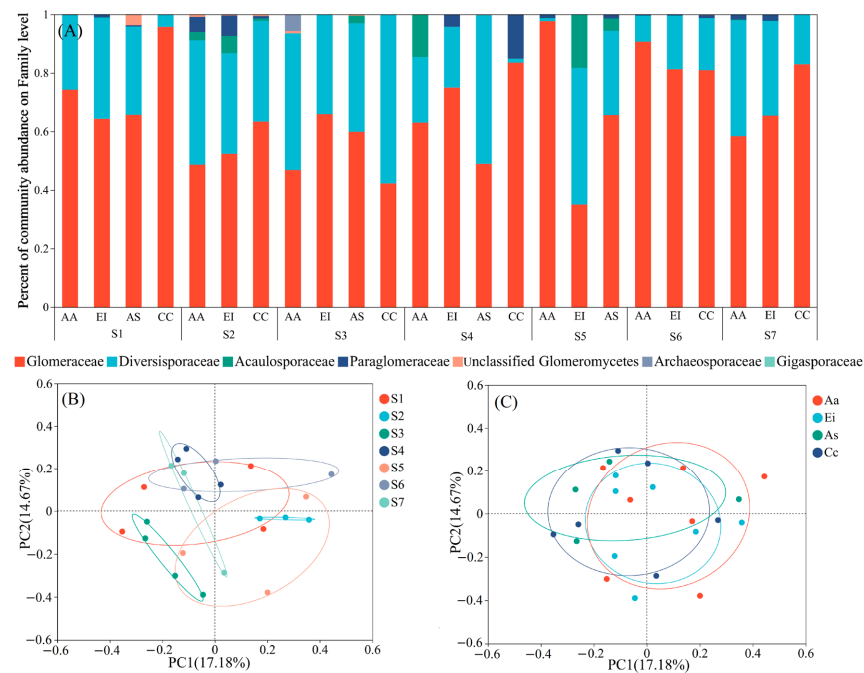 (A)
Percent of community abundance on Family level
1
0.8
0.6
0.4
0.2
0
AA EI AS CC AA EI CC AA EI AS CC AA EI AS CC AA EI AS AA EI CC AA EI CC
S1 S2 S3 S4 S5 S6 S7
Glomeraceae Diversisporaceae Acaulosporaceae Paraglomeraceae Unclassified Glomeromycetes Archaeosporaceae Gigasporaceae
(B)
PC2(14.67%)
0.6
0.4
0.2
0
−0.2
−0.4
−0.6
−0.6 −0.4 −0.2 0 0.2 0.4 0.6
PC1(17.18%)
S1
S2
S3
S4
S5
S6
S7
(C)
PC2(14.67%)
0.6
0.4
0.2
0
−0.2
−0.4
−0.6
−0.6 −0.4 −0.2 0 0.2 0.4 0.6
PC1(17.18%)
Aa
Ei
As
Cc